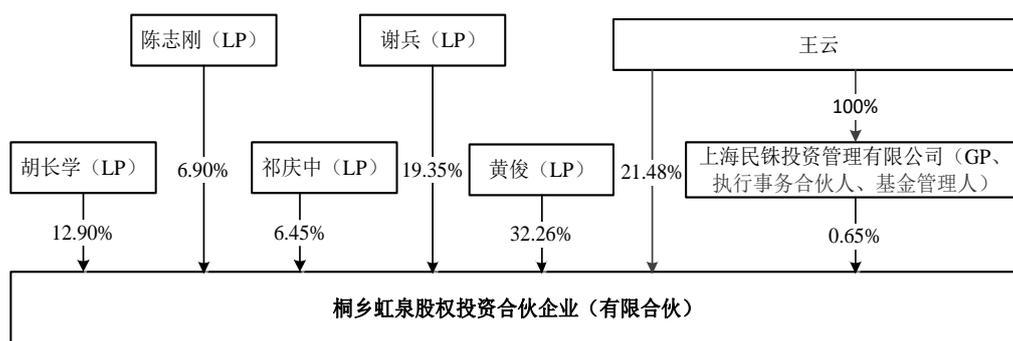 陈志刚（LP）
谢兵（LP）
王云
100%
胡长学（LP）
6.90%
祁庆中（LP）
19.35%
黄俊（LP）
21.48%
上海民铢投资管理有限公司（GP、
执行事务合伙人、基金管理人）
12.90%
6.45%
32.26%
0.65%
桐乡虹泉股权投资合伙企业（有限合伙）